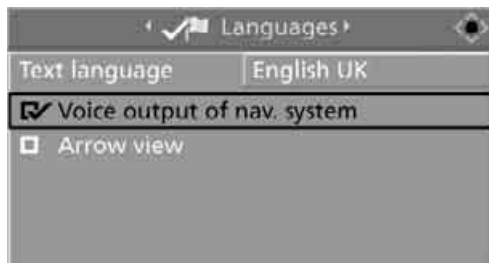 Languages
Text language English UK
Voice output of nav. system
Arrow view